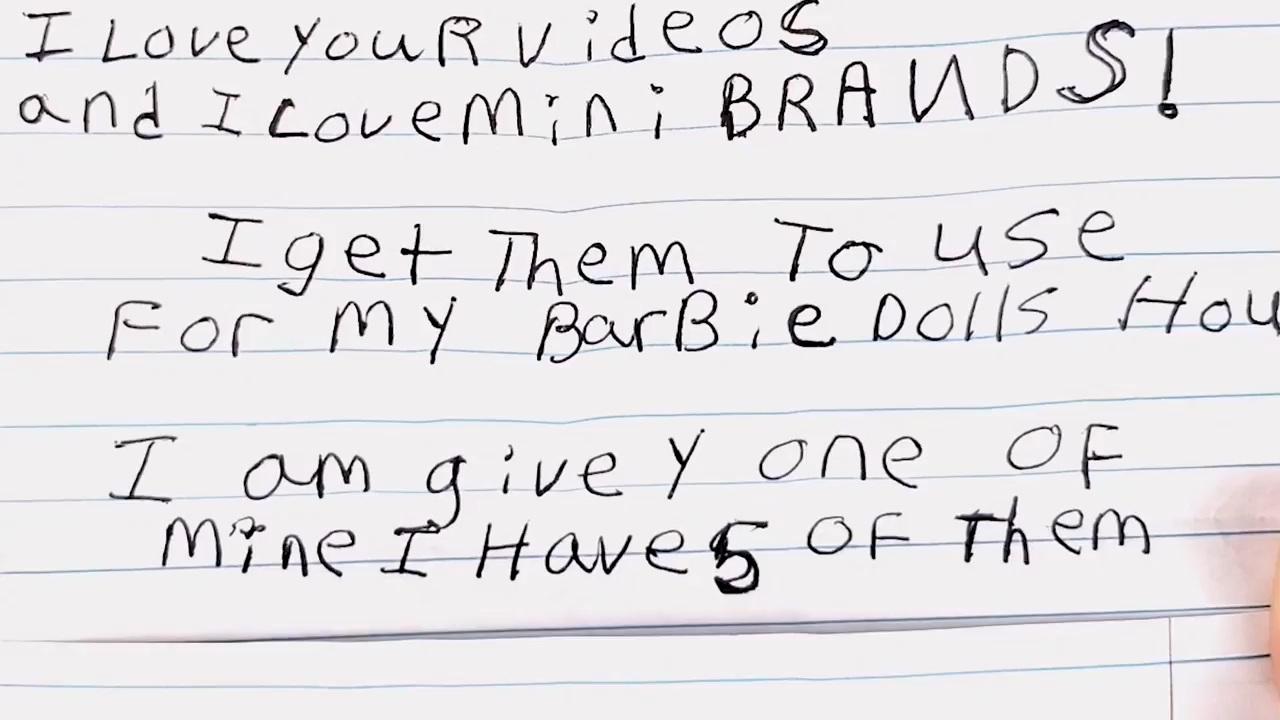 I Love youR videos
and I Love Mini BRANDS!
I get Them To use
For My BarBie Dolls Hou
I am givey one OF
Mine I Have 5 OF Them